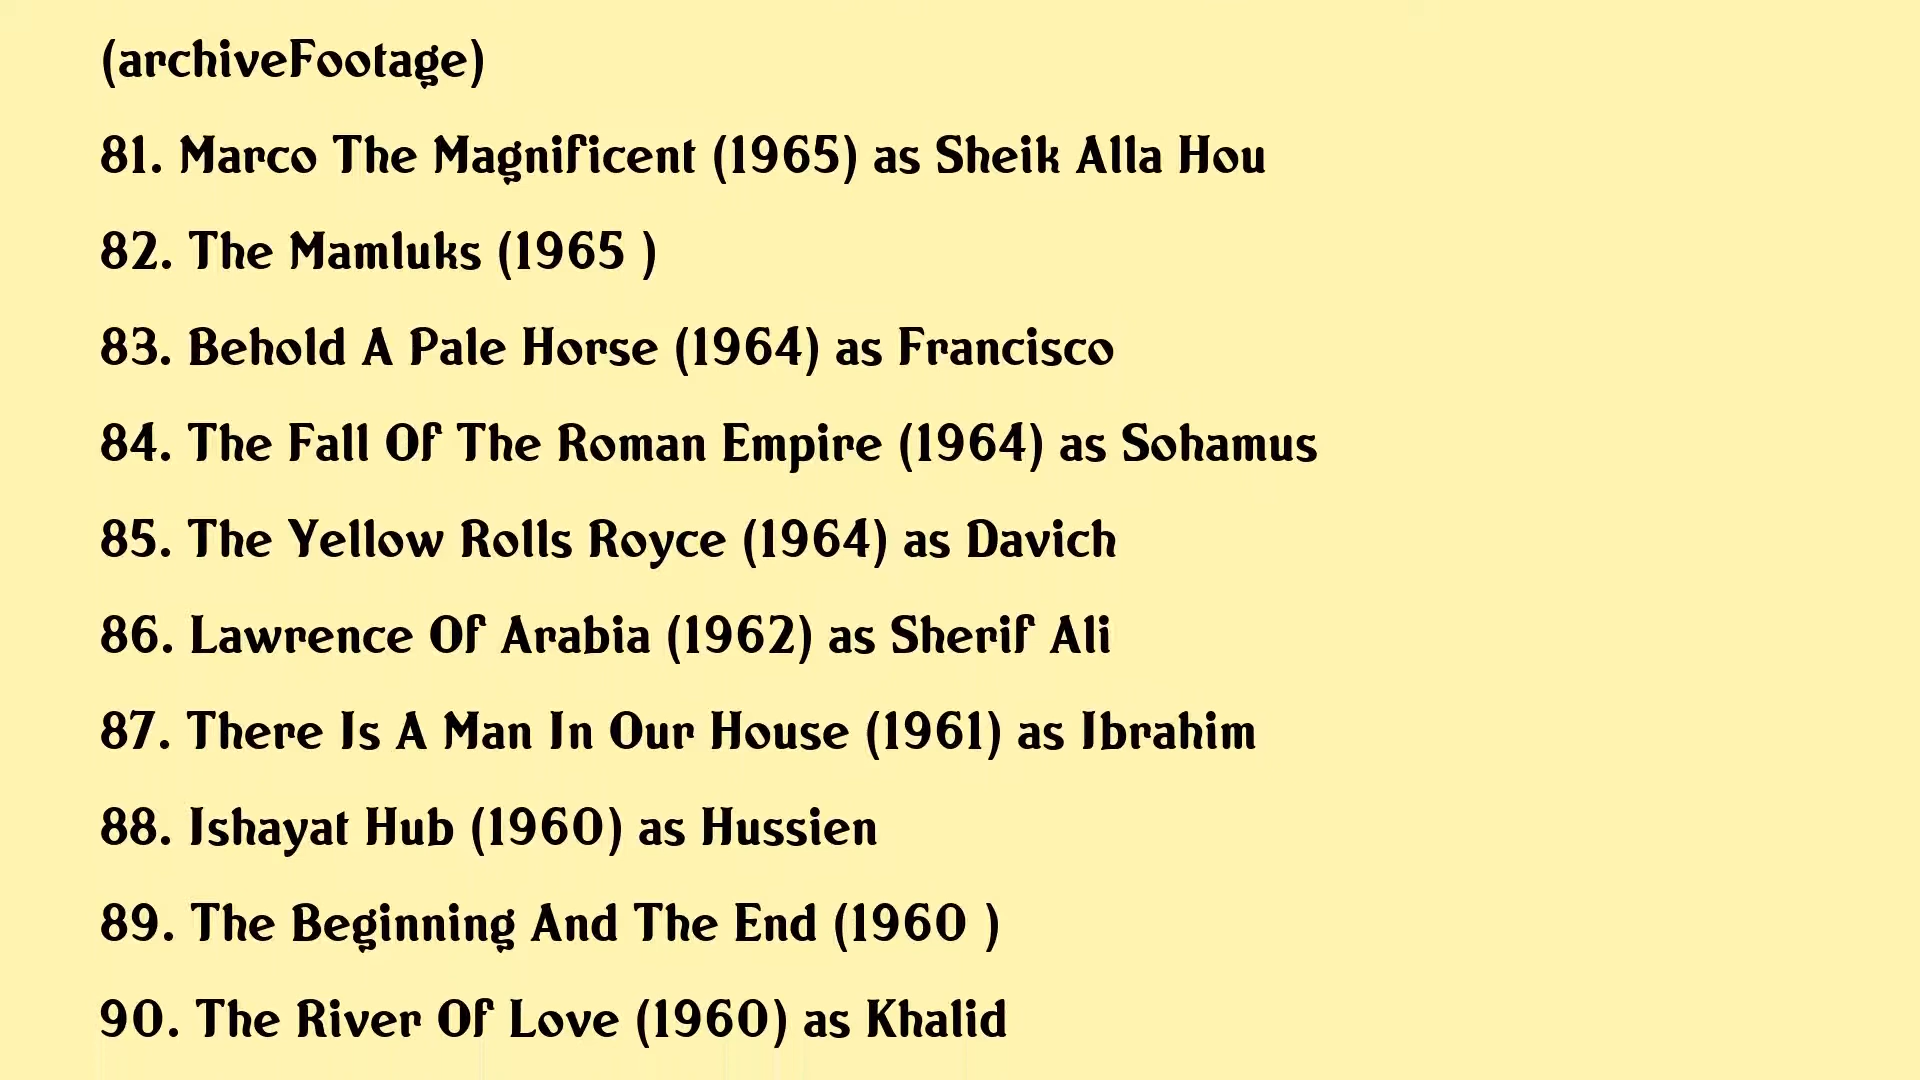 (archiveFootage)
81. Marco The Magnificent (1965) as Sheik Alla Hou
82. The Mamluks (1965 )
83. Behold A Pale Horse (1964) as Francisco
84. The Fall Of The Roman Empire (1964) as Sohamus
85. The Yellow Rolls Royce (1964) as Davich
86. Lawrence Of Arabia (1962) as Sherif Ali
87. There Is A Man In Our House (1961) as Ibrahim
88. Ishayat Hub (1960) as Hussien
89. The Beginning And The End (1960 )
90. The River Of Love (1960) as Khalid